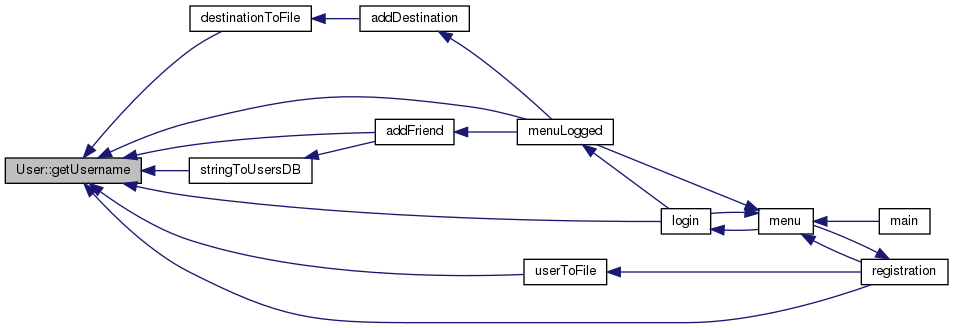 destinationToFile
addDestination
addFriend
menuLogged
User::getUsername
stringToUsersDB
login
menu
main
userToFile
registration